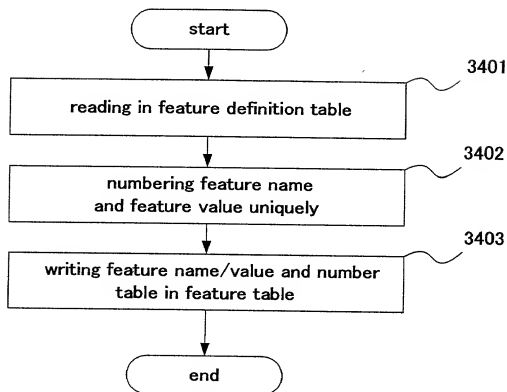 start
3401
reading in feature definition table
3402
numbering feature name
and feature value uniquely
3403
writing feature name/value and number
table in feature table
end